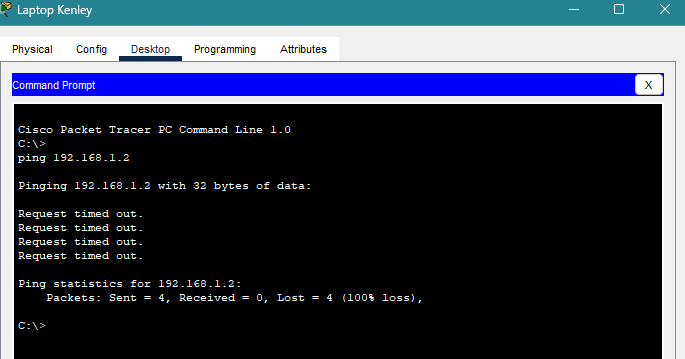 Laptop Kenley
Physical Config Desktop Programming Attributes
Command Prompt X
Cisco Packet Tracer PC Command Line 1.0
C:\>
ping 192.168.1.2
Pinging 192.168.1.2 with 32 bytes of data:
Request timed out.
Request timed out.
Request timed out.
Request timed out.
Ping statistics for 192.168.1.2:
Packets: Sent = 4, Received = 0, Lost = 4 (100% loss),
C:\>